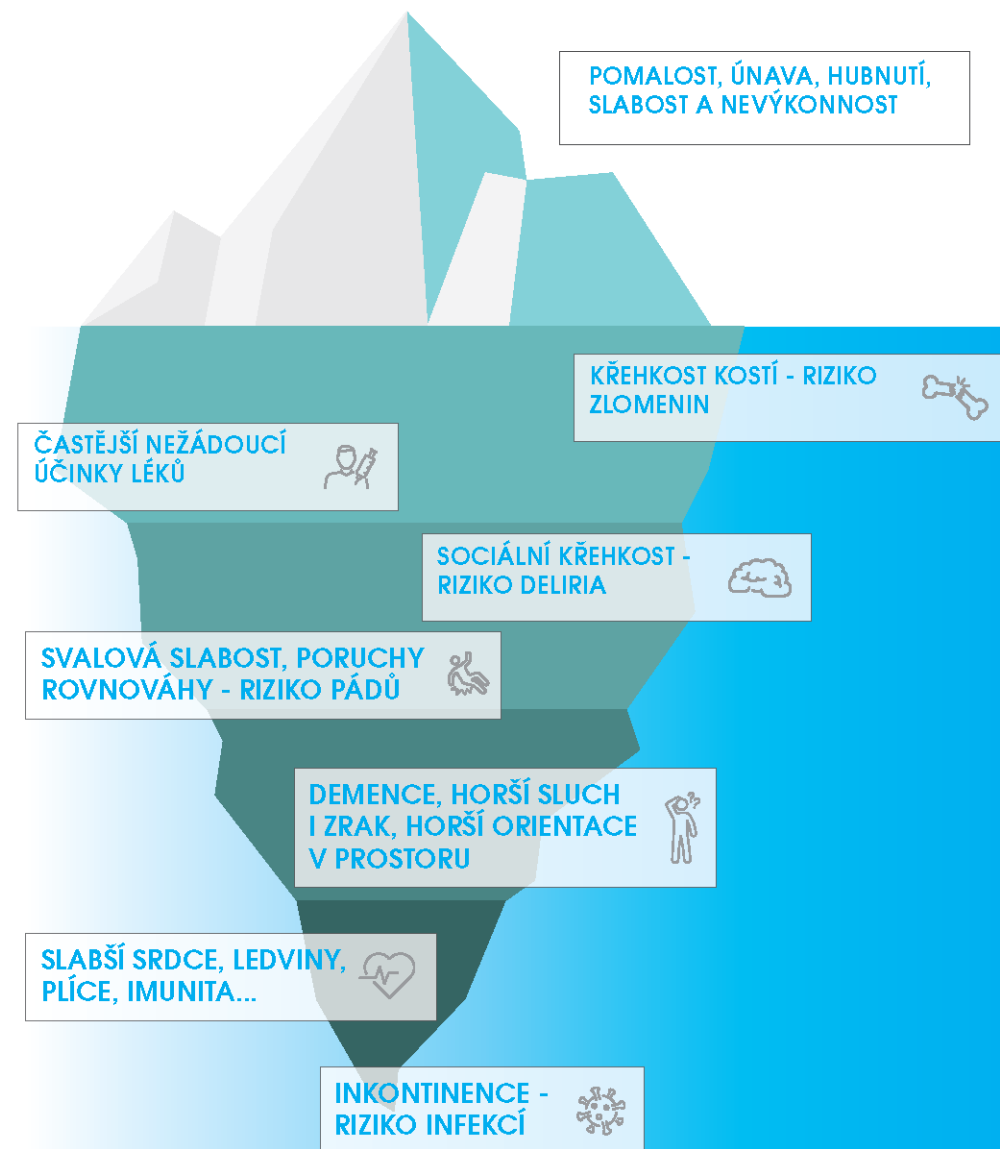 POMALOST, ÚNAVA, HUBNUTÍ,
SLABOST A NEVÝKONNOST
KŘEHKOST KOSTÍ - RIZIKO
ZLOMENIN
ČASTĚJŠÍ NEŽÁDOUCÍ
ÚČINKY LÉKŮ
SOCIÁLNÍ KŘEHKOST -
RIZIKO DELIRIA
SVALOVÁ SLABOST, PORUCHY
ROVNOVÁHY - RIZIKO PÁDŮ
DEMENCE, HORŠÍ SLUCH
I ZRAK, HORŠÍ ORIENTACE
V PROSTORU
SLABŠÍ SRDCE, LEDVINY,
PLÍCE, IMUNITA...
INKONTINENCE -
RIZIKO INFEKCÍ